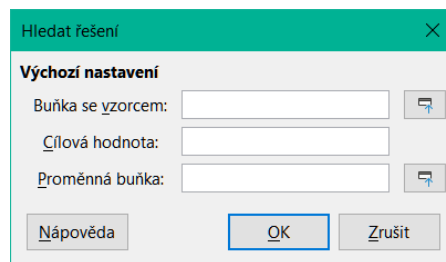 Hledat řešení
Výchozí nastavení
Buňka se vzorcem:
Cílová hodnota:
Proměnná buňka:
Nápověda OK Zrušit